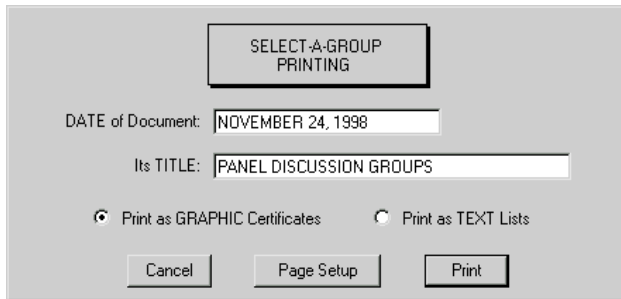 SELECT-A-GROUP
PRINTING
DATE of Document: NOVEMBER 24, 1998
Its TITLE: PANEL DISCUSSION GROUPS
Print as GRAPHIC Certificates Print as TEXT Lists
Cancel Page Setup Print